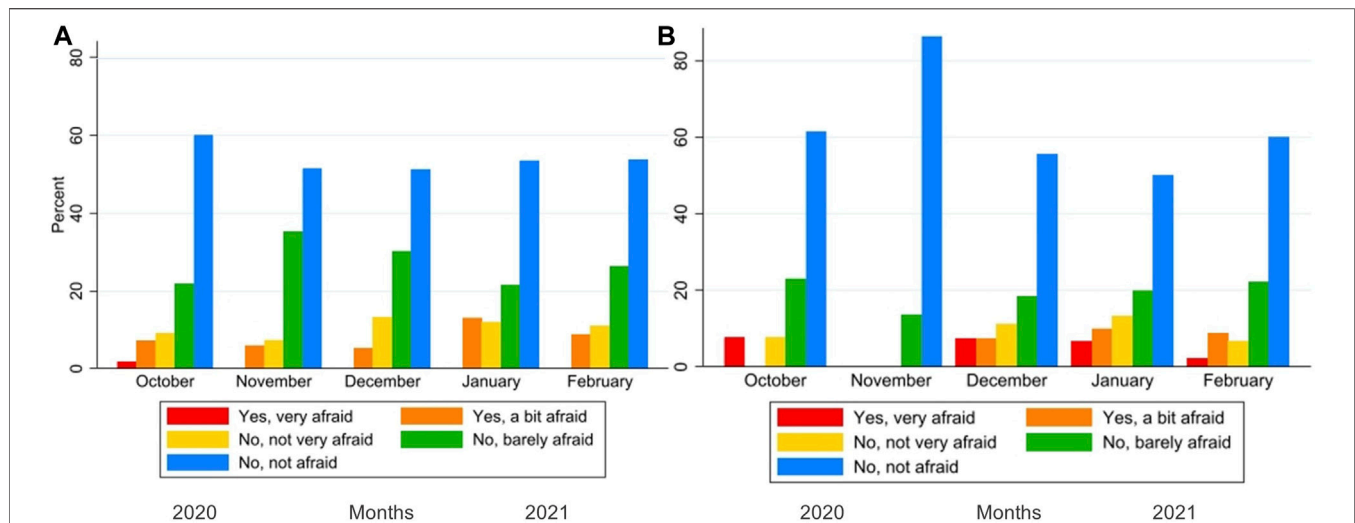 A
B
80
60
40
20
0
Percent
October November December January February
Yes, very afraid Yes, a bit afraid
No, not very afraid No, barely afraid
No, not afraid
2020 Months 2021
80
60
40
20
0
October November December January February
Yes, very afraid Yes, a bit afraid
No, not very afraid No, barely afraid
No, not afraid
2020 Months 2021